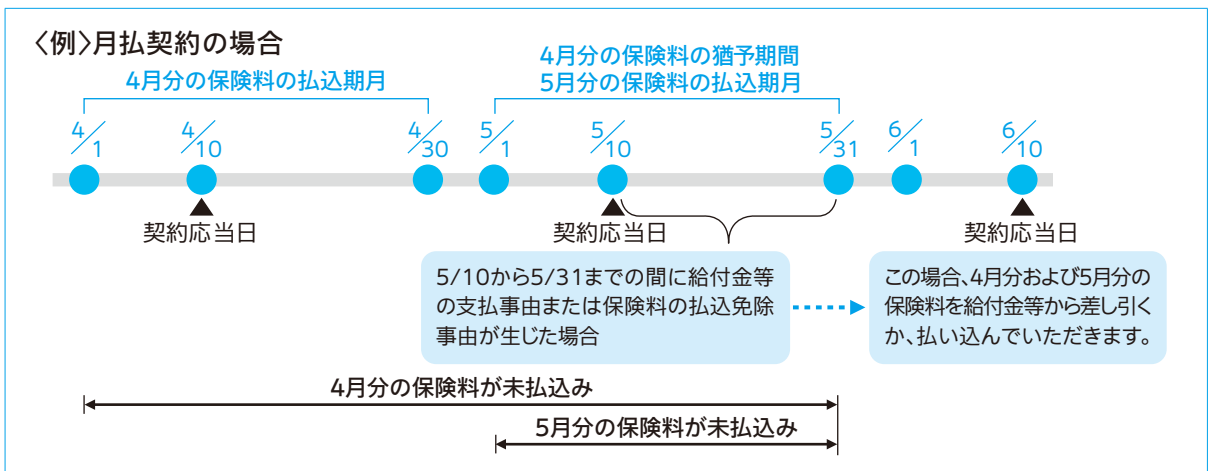 〈例〉月払契約の場合
4月分の保険料の払込期月
4月分の保険料の猶予期間
5月分の保険料の払込期月
4/1
4/10
4/30
5/1
5/10
5/31
6/1
6/10
契約応当日
契約応当日
契約応当日
5/10から5/31までの間に給付金等
の支払事由または保険料の払込免除
事由が生じた場合
この場合、4月分および5月分の
保険料を給付金等から差し引く
か、払い込んでいただきます。
4月分の保険料が未払込み
5月分の保険料が未払込み